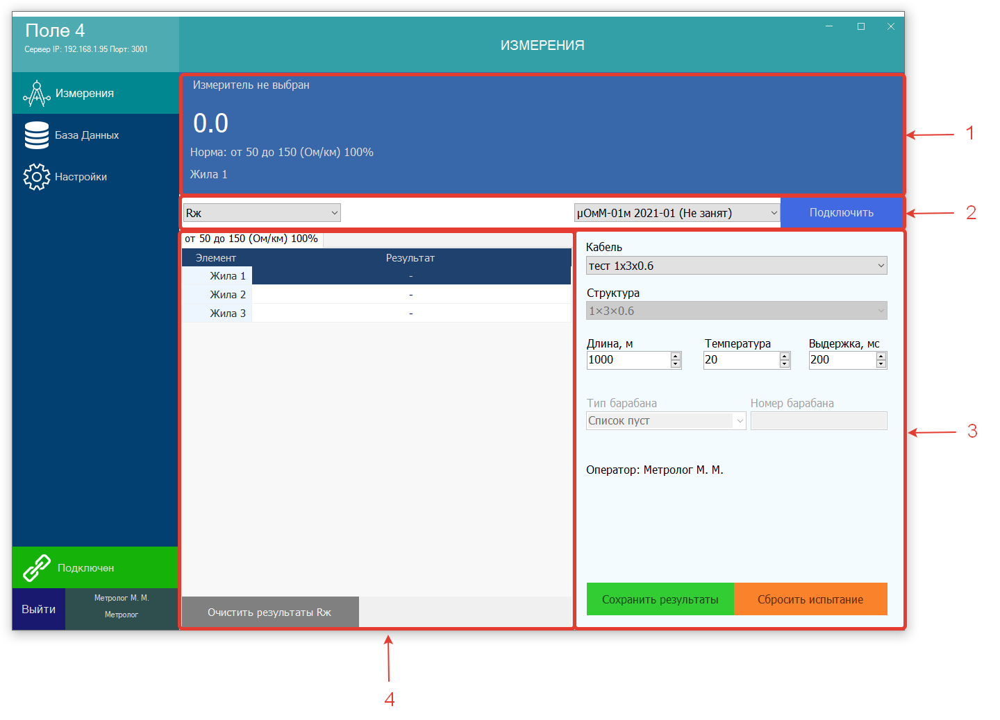 Поле 4
Сервер IP: 192.168.1.95 Порт: 3001
ИЗМЕРЕНИЯ
Измерения
База Данных
Настройки
Измеритель не выбран
0.0
Норма: от 50 до 150 (Ом/км) 100%
Жила 1
1
Rж
µОмМ-01м 2021-01 (Не занят)
Подключить
2
от 50 до 150 (Ом/км) 100%
Элемент Результат
Жила 1 -
Жила 2 -
Жила 3 -
Кабель
тест 1х3х0.6
Структура
1×3×0.6
Длина, м Температура Выдержка, мс
1000 20 200
Тип барабана Номер барабана
Список пуст
3
Оператор: Метролог М. М.
Сохранить результаты
Сбросить испытание
Подключен
Выйти
Метролог М. М.
Метролог
Очистить результаты Rж
4